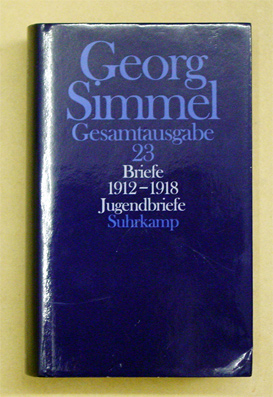 Georg
Simmel
Gesamtausgabe
23
Briefe
1912–1918
Jugendbriefe
Suhrkamp